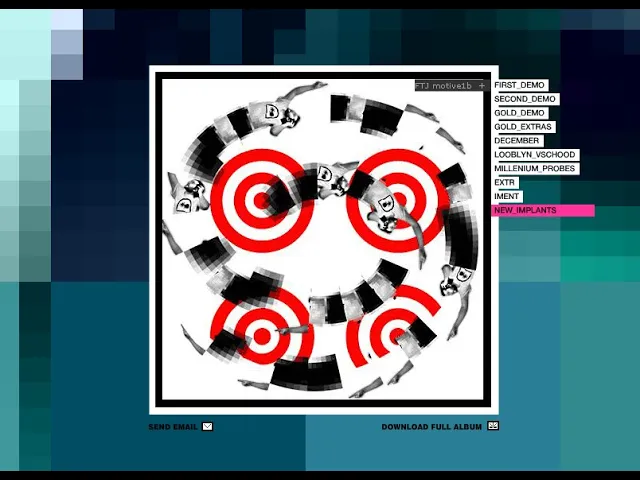 FTJ motive1b +
FIRST_DEMO
SECOND_DEMO
GOLD_DEMO
GOLD_EXTRAS
DECEMBER
LOOBLYN_VSCHOOD
MILLENIUM_PROBES
EXTR
IMENT
NEW_IMPLANTS
SEND EMAIL
DOWNLOAD FULL ALBUM